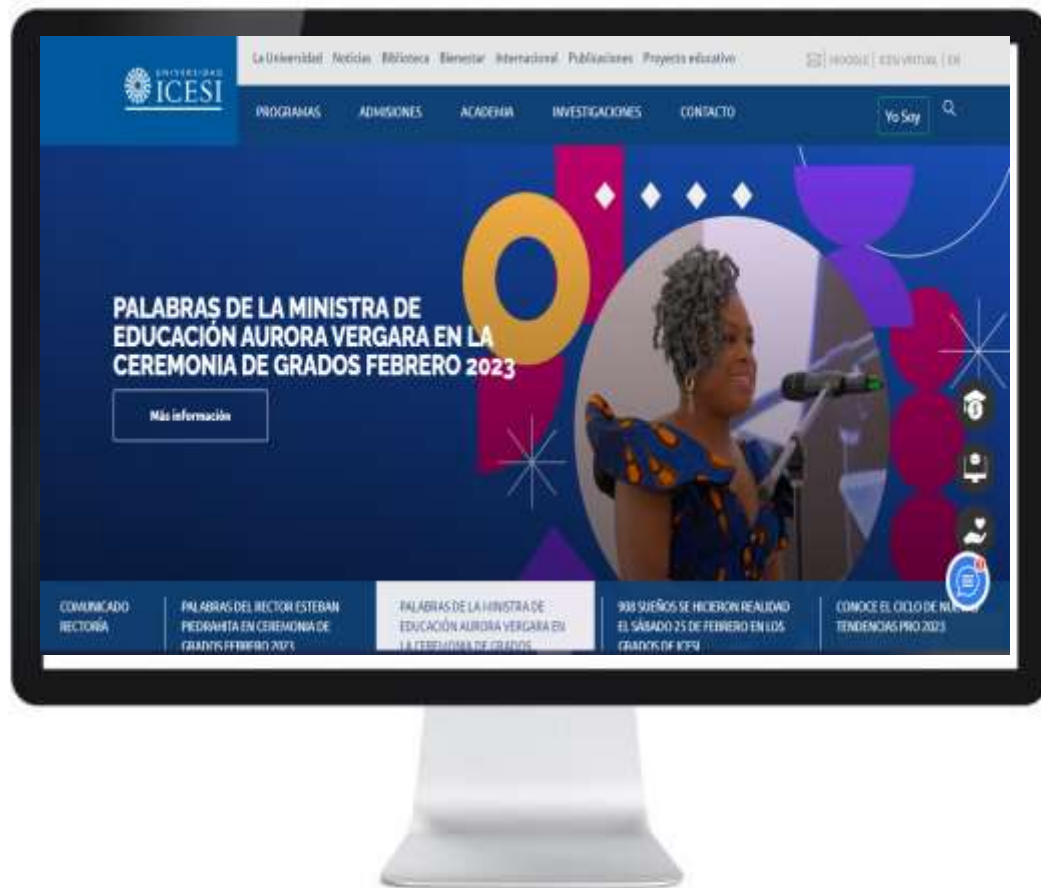 UNIVERSIDAD
ICESI
La Universidad Noticias Biblioteca Bienestar Internacional Publicaciones Proyecto educativo
MOODLE | ICESI VIRTUAL | EN
PROGRAMAS ADMISIONES ACADEMIA INVESTIGACIONES CONTACTO
Yo Soy
PALABRAS DE LA MINISTRA DE
EDUCACIÓN AURORA VERGARA EN LA
CEREMONIA DE GRADOS FEBRERO 2023
Más información
COMUNICADO
RECTORÍA
PALABRAS DEL RECTOR ESTEBAN
PIEDRAHITA EN CEREMONIA DE
GRADOS FEBRERO 2023
PALABRAS DE LA MINISTRA DE
EDUCACIÓN AURORA VERGARA EN
LA CEREMONIA DE GRADOS
908 SUEÑOS SE HICIERON REALIDAD
EL SÁBADO 25 DE FEBRERO EN LOS
GRADOS DE ICESI
CONOCE EL CICLO DE
TENDENCIAS PRO 2023